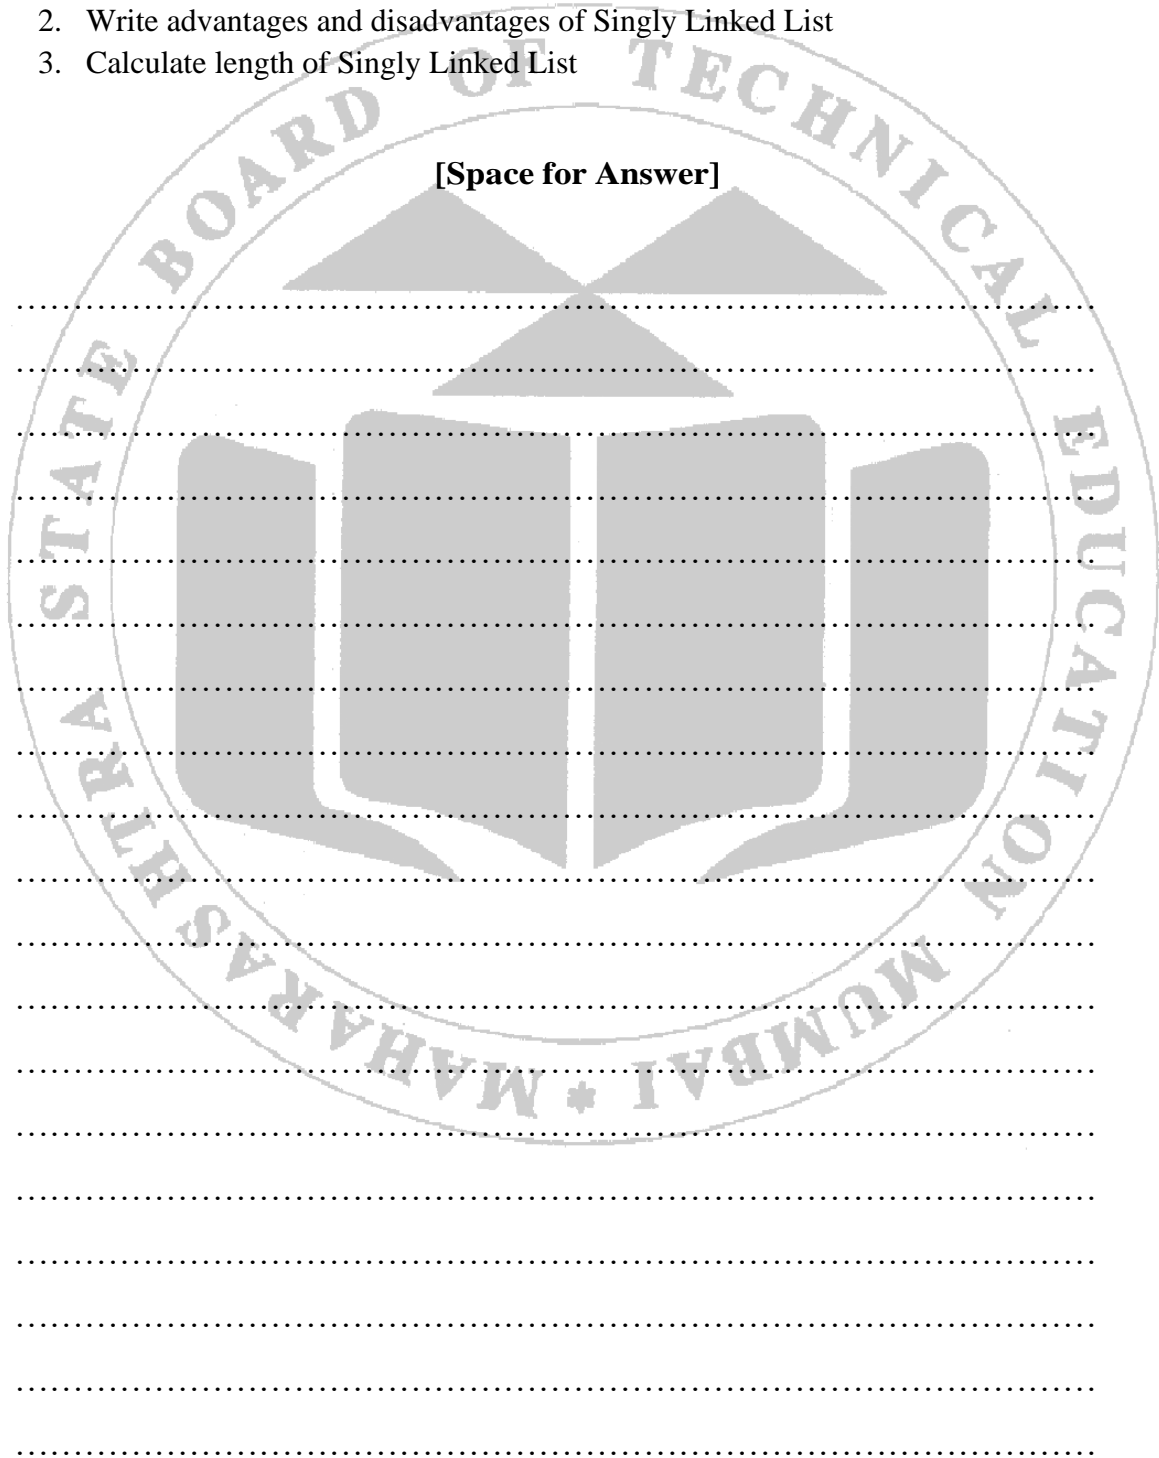 2. Write advantages and disadvantages of Singly Linked List
3. Calculate length of Singly Linked List
[Space for Answer]
MAHARASHTRA STATE BOARD OF TECHNICAL EDUCATION MUMBAI *